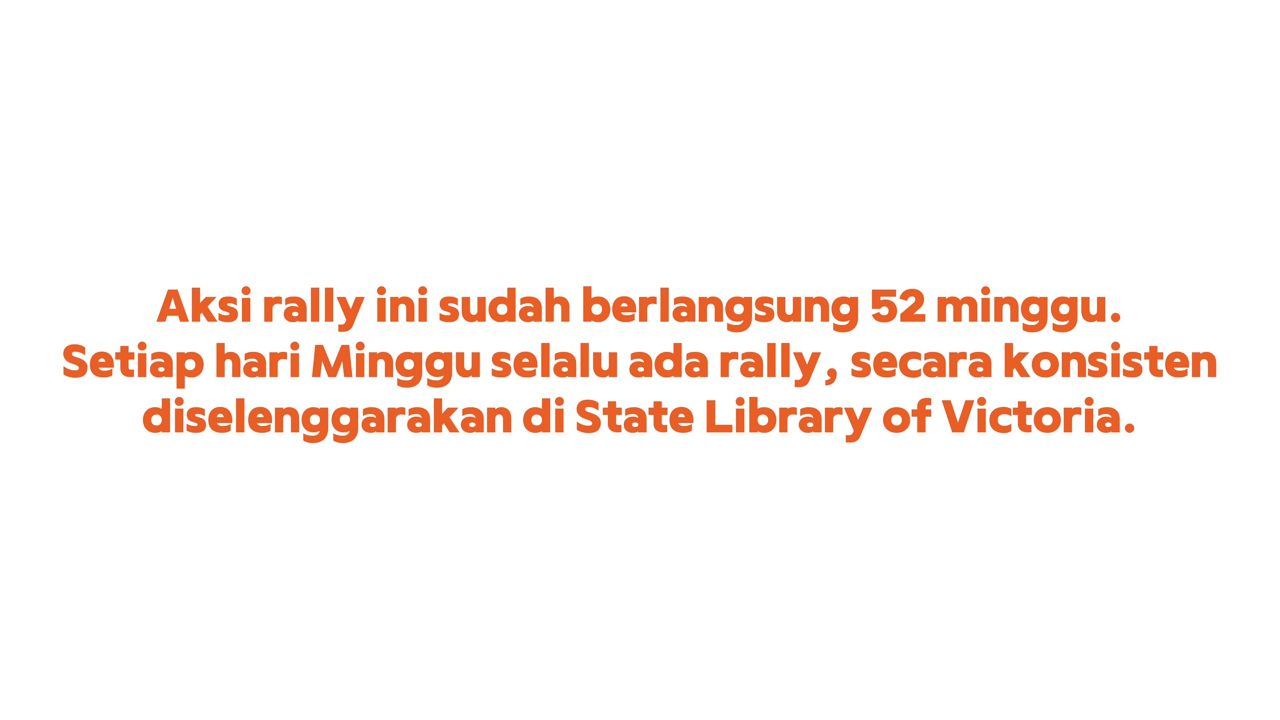 Aksi rally ini sudah berlangsung 52 minggu.
Setiap hari Minggu selalu ada rally, secara konsisten
diselenggarakan di State Library of Victoria.